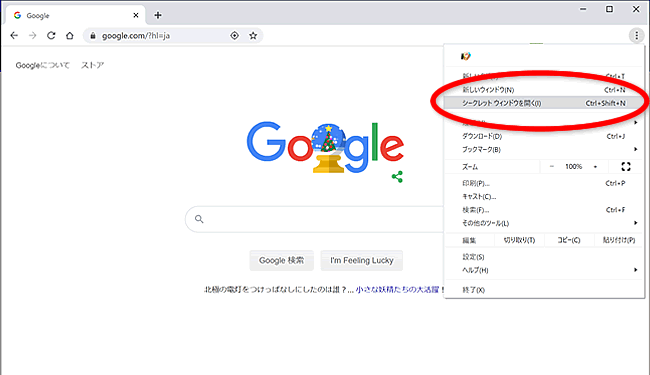 Google
google.com/?hl=ja
Googleについて ストア
Google
Google 検索
I'm Feeling Lucky
北極の電灯をつけっぱなしにしたのは誰？... 小さな妖精たちの大活躍！
Ctrl+T
新しいウィンドウ(N) Ctrl+N
シークレット ウィンドウを開く(I) Ctrl+Shift+N
ダウンロード(D) Ctrl+J
ブックマーク(B)
ズーム - 100% +
印刷(P)... Ctrl+P
キャスト(C)...
検索(F)... Ctrl+F
その他のツール(L)
編集 切り取り(T) コピー(C) 貼り付け(P)
設定(S)
ヘルプ(H)
終了(X)